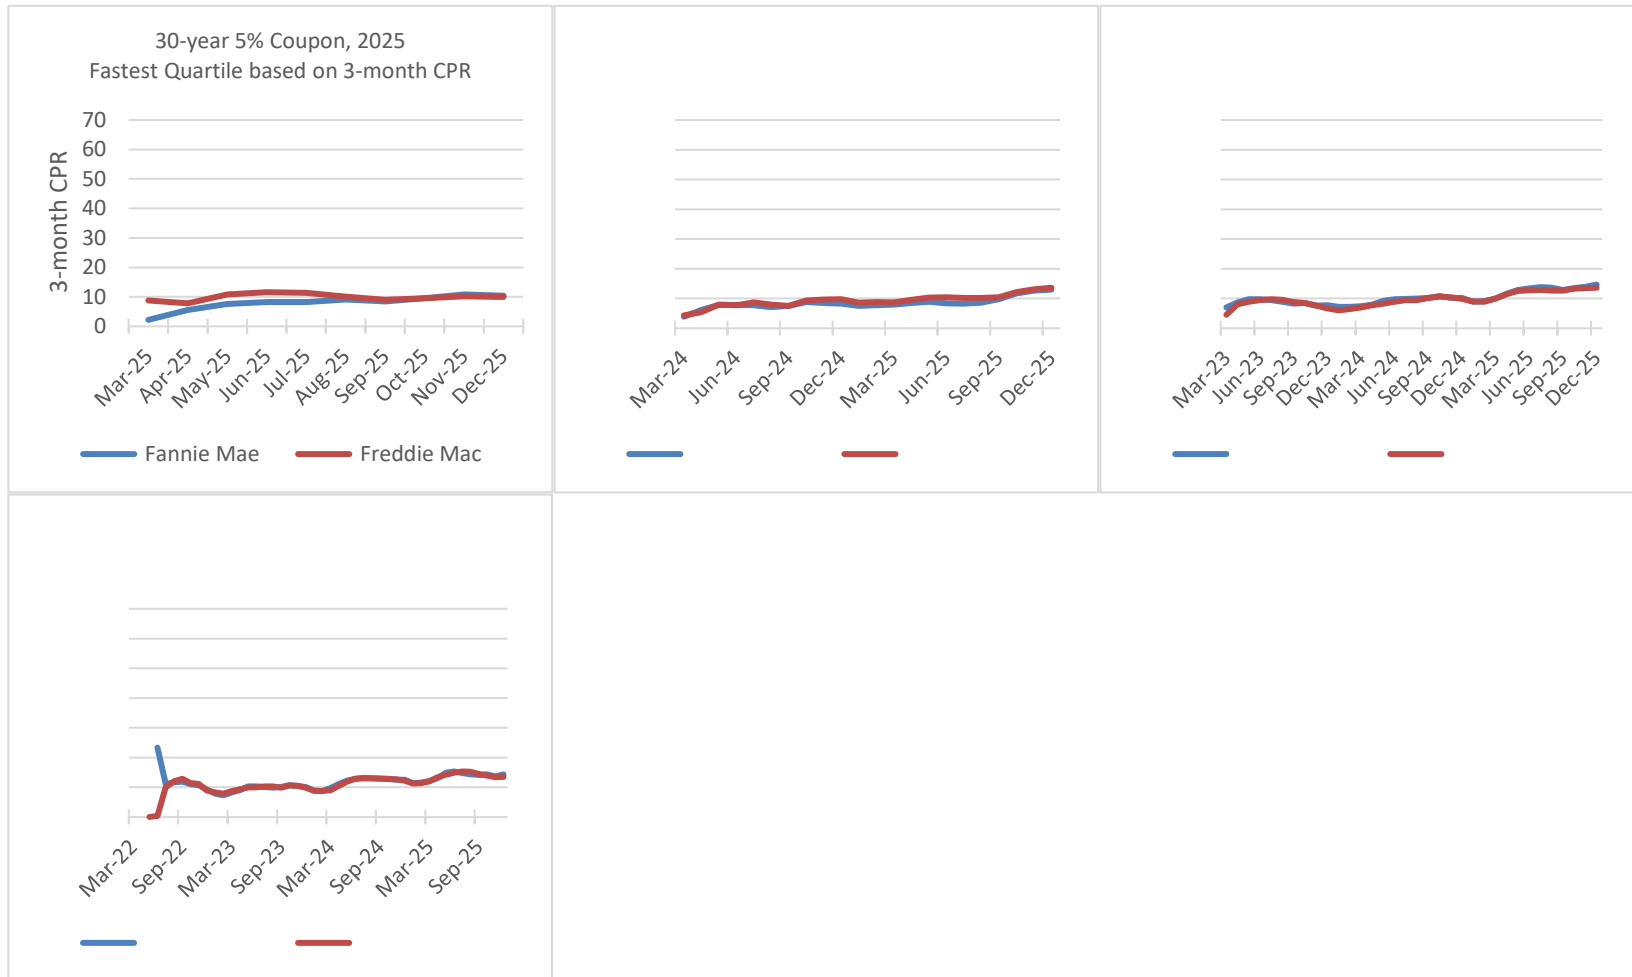 30-year 5% Coupon, 2025
Fastest Quartile based on 3-month CPR
3-month CPR
70
60
50
40
30
20
10
0
Mar-25
Apr-25
May-25
Jun-25
Jul-25
Aug-25
Sep-25
Oct-25
Nov-25
Dec-25
Fannie Mae
Freddie Mac
Mar-24
Jun-24
Sep-24
Dec-24
Mar-25
Jun-25
Sep-25
Dec-25
Mar-23
Jun-23
Sep-23
Dec-23
Mar-24
Jun-24
Sep-24
Dec-24
Mar-25
Jun-25
Sep-25
Dec-25
Mar-22
Sep-22
Mar-23
Sep-23
Mar-24
Sep-24
Mar-25
Sep-25